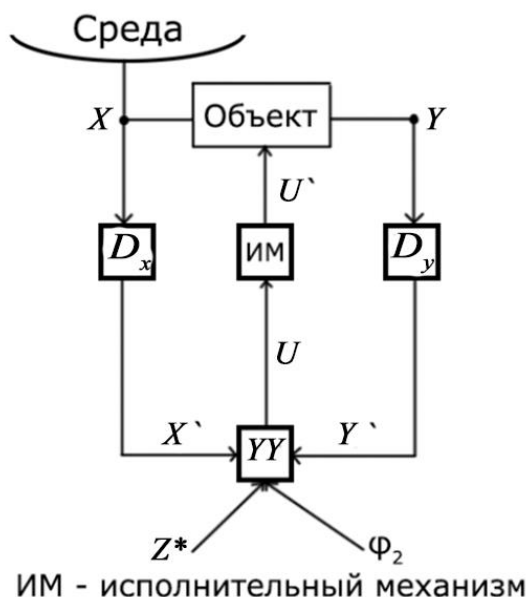 Среда
X
Объект
Y
U`
Dx
ИМ
Dy
U
X`
YY
Y`
Z*
φ2
ИМ - исполнительный механизм